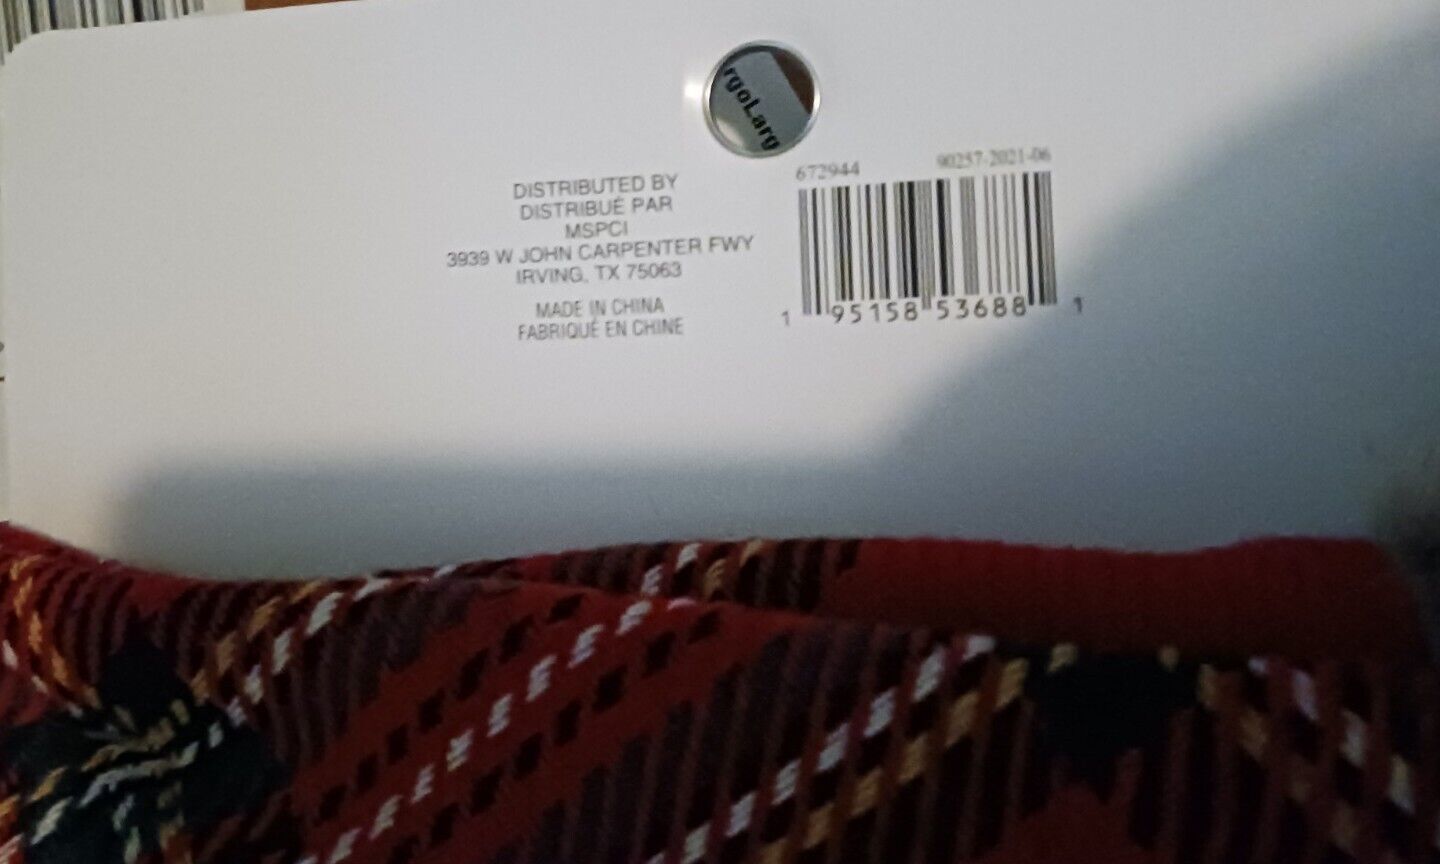 rgoLarg
672944
90257-2021-06
DISTRIBUTED BY
DISTRIBUÉ PAR
MSPCI
3939 W JOHN CARPENTER FWY
IRVING, TX 75063
MADE IN CHINA
FABRIQUÉ EN CHINE
1 95158 53688 1